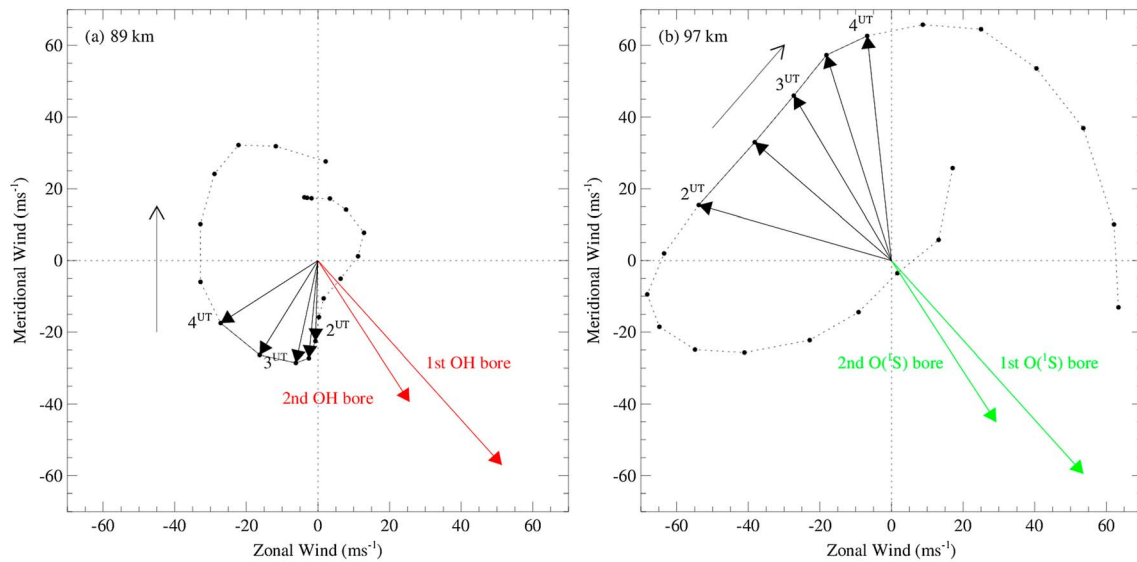 (a) 89 km
60
40
20
0
-20
-40
-60
Meridional Wind (ms⁻¹)
4ᵁᵀ
3ᵁᵀ
2ᵁᵀ
1st OH bore
2nd OH bore
-60 -40 -20 0 20 40 60
Zonal Wind (ms⁻¹)
(b) 97 km
60
40
20
0
-20
-40
-60
Meridional Wind (ms⁻¹)
4ᵁᵀ
3ᵁᵀ
2ᵁᵀ
2nd O(¹S) bore
1st O(¹S) bore
-60 -40 -20 0 20 40 60
Zonal Wind (ms⁻¹)